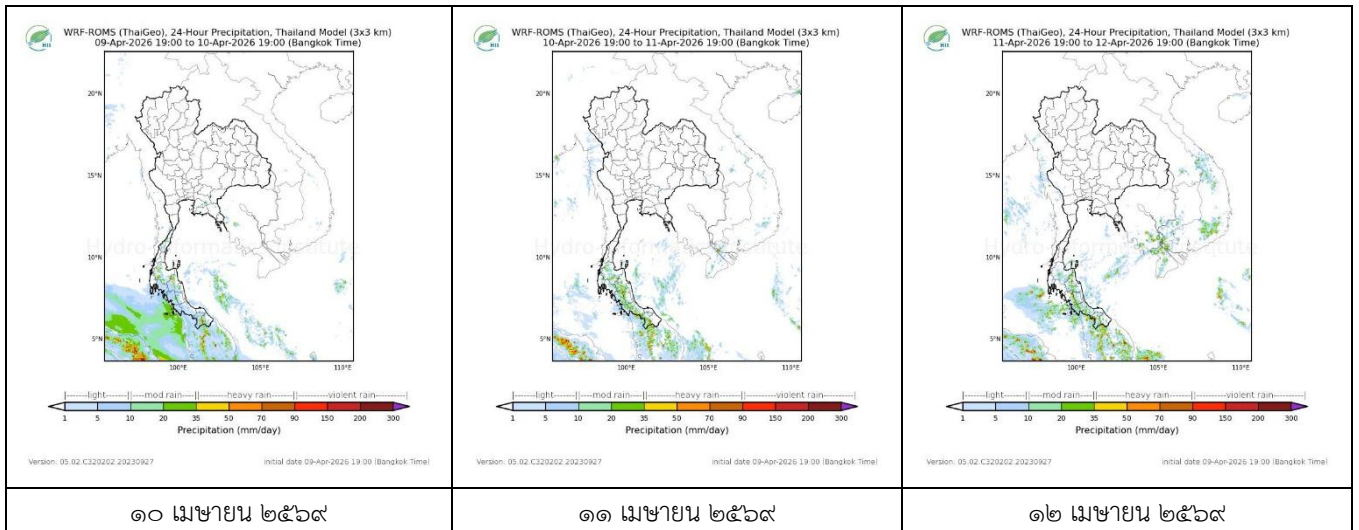 WRF-ROMS (ThaiGeo), 24-Hour Precipitation, Thailand Model (3x3 km)
09-Apr-2026 19:00 to 10-Apr-2026 19:00 (Bangkok Time)
HII
20°N
15°N
10°N
5°N
100°E
105°E
110°E
Hydro Informatics Institute
light
mod rain
heavy rain
violent rain
1 5 10 20 35 50 70 90 150 200 300
Precipitation (mm/day)
Version: 05.02.C320202.20230927
initial date 09-Apr-2026 19:00 (Bangkok Time)
๑๐ เมษายน ๒๕๖๙
WRF-ROMS (ThaiGeo), 24-Hour Precipitation, Thailand Model (3x3 km)
10-Apr-2026 19:00 to 11-Apr-2026 19:00 (Bangkok Time)
HII
20°N
15°N
10°N
5°N
100°E
105°E
110°E
Hydro Informatics Institute
light
mod rain
heavy rain
violent rain
1 5 10 20 35 50 70 90 150 200 300
Precipitation (mm/day)
Version: 05.02.C320202.20230927
initial date 09-Apr-2026 19:00 (Bangkok Time)
๑๑ เมษายน ๒๕๖๙
WRF-ROMS (ThaiGeo), 24-Hour Precipitation, Thailand Model (3x3 km)
11-Apr-2026 19:00 to 12-Apr-2026 19:00 (Bangkok Time)
HII
20°N
15°N
10°N
5°N
100°E
105°E
110°E
Hydro Informatics Institute
light
mod rain
heavy rain
violent rain
1 5 10 20 35 50 70 90 150 200 300
Precipitation (mm/day)
Version: 05.02.C320202.20230927
initial date 09-Apr-2026 19:00 (Bangkok Time)
๑๒ เมษายน ๒๕๖๙